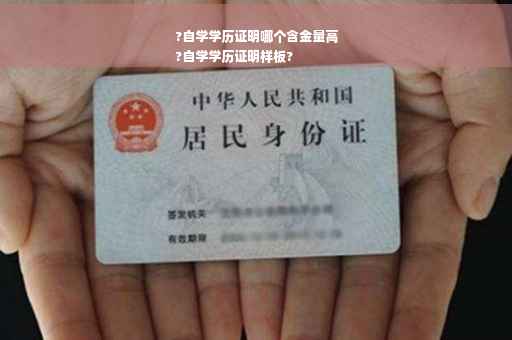 ?自学学历证明哪个含金量高
?自学学历证明样板?
中华人民共和国
居民身份证
签发机关
有效期限